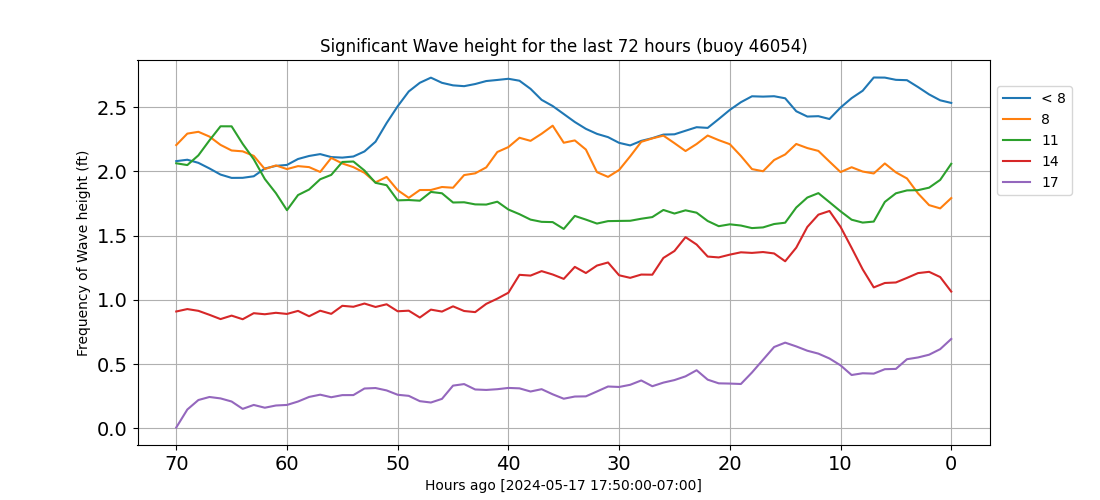 Significant Wave height for the last 72 hours (buoy 46054)
Frequency of Wave height (ft)
2.5
2.0
1.5
1.0
0.5
0.0
70 60 50 40 30 20 10 0
Hours ago [2024-05-17 17:50:00-07:00]
< 8
8
11
14
17